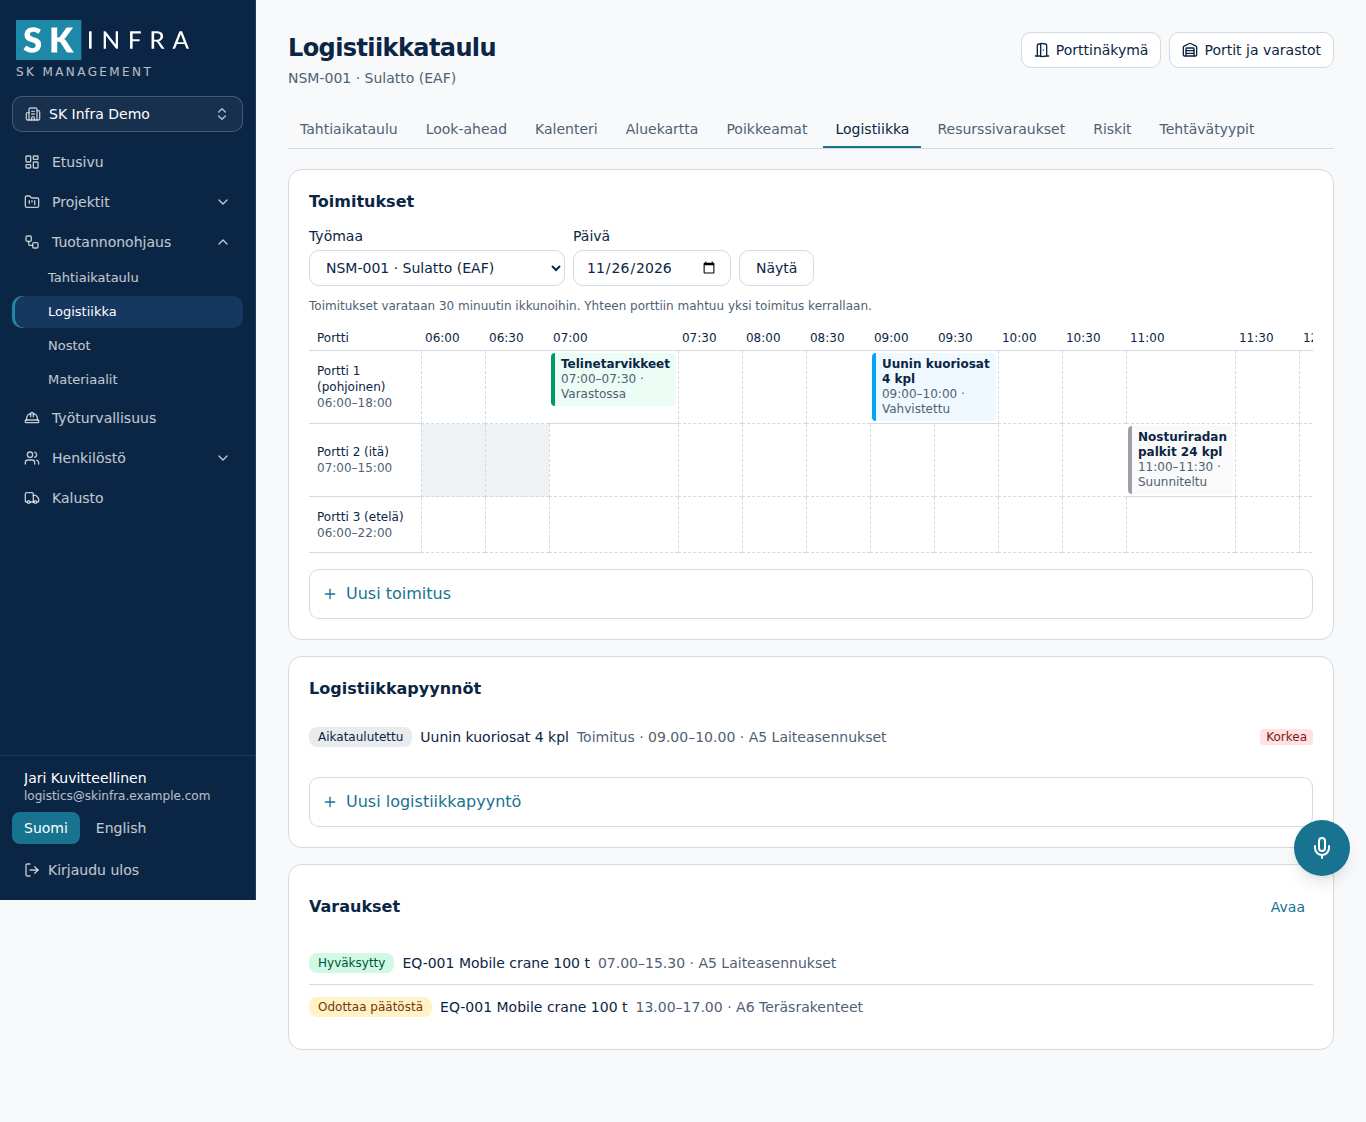 SK INFRA
SK MANAGEMENT
SK Infra Demo
Etusivu
Projektit
Tuotannonohjaus
Tahtiaikataulu
Logistiikka
Nostot
Materiaalit
Työturvallisuus
Henkilöstö
Kalusto
Jari Kuvitteellinen
logistics@skinfra.example.com
Suomi English
Kirjaudu ulos
Logistiikkataulu
NSM-001 · Sulatto (EAF)
Porttinäkymä Portit ja varastot
Tahtiaikataulu Look-ahead Kalenteri Aluekartta Poikkeamat Logistiikka Resurssivaraukset Riskit Tehtävätyypit
Toimitukset
Työmaa Päivä
NSM-001 · Sulatto (EAF) 11/26/2026 Näytä
Toimitukset varataan 30 minuutin ikkunoihin. Yhteen porttiin mahtuu yksi toimitus kerrallaan.
Portti 06:00 06:30 07:00 07:30 08:00 08:30 09:00 09:30 10:00 10:30 11:00 11:30
Portti 1
(pohjoinen)
06:00–18:00
Telinetarvikkeet
07:00–07:30 ·
Varastossa
Uunin kuoriosat
4 kpl
09:00–10:00 ·
Vahvistettu
Portti 2 (itä)
07:00–15:00
Nosturiradan
palkit 24 kpl
11:00–11:30 ·
Suunniteltu
Portti 3 (etelä)
06:00–22:00
+ Uusi toimitus
Logistiikkapyynnöt
Aikataulutettu Uunin kuoriosat 4 kpl Toimitus · 09.00–10.00 · A5 Laiteasennukset Korkea
+ Uusi logistiikkapyyntö
Varaukset Avaa
Hyväksytty EQ-001 Mobile crane 100 t 07.00–15.30 · A5 Laiteasennukset
Odottaa päätöstä EQ-001 Mobile crane 100 t 13.00–17.00 · A6 Teräsrakenteet